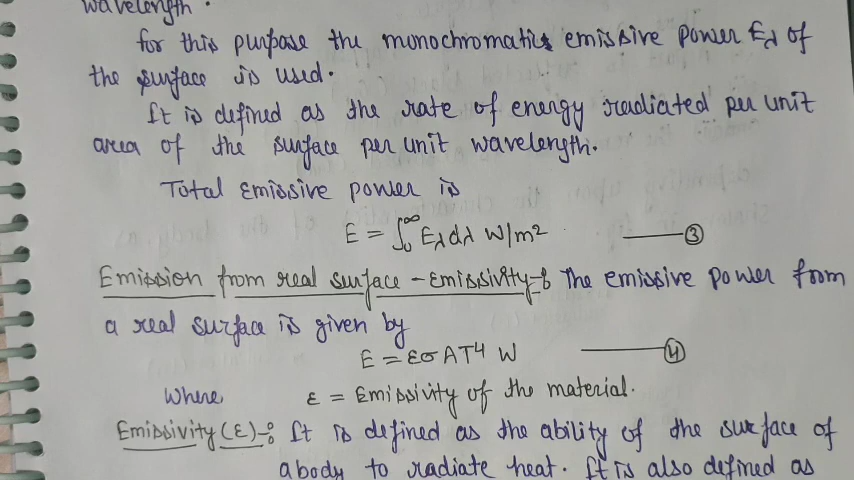 wavelength.
for this purpose the monochromatic emissive power Eλ of
the surface is used.
It is defined as the rate of energy radiated per unit
area of the surface per unit wavelength.
Total Emissive power is
E = ∫₀^∞ Eλ dλ W/m² —— ③
Emission from real surface - Emissivity :- The emissive power from
a real surface is given by
E = εσAT⁴ W —— ④
Where, ε = Emissivity of the material.
Emissivity (ε) :- It is defined as the ability of the surface of
a body to radiate heat. It is also defined as